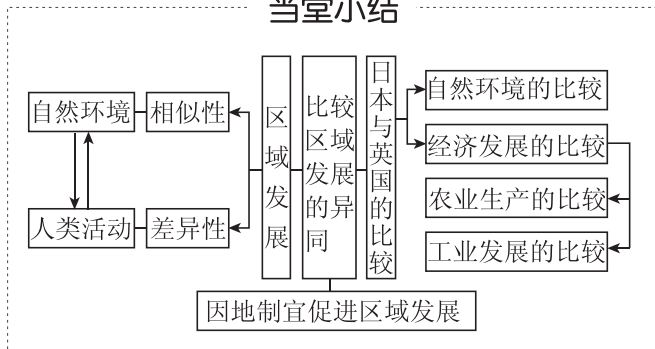 当堂小结
自然环境
相似性
人类活动
差异性
区域发展
比较
区域
发展
的异
同
日本与英国的比较
自然环境的比较
经济发展的比较
农业生产的比较
工业发展的比较
因地制宜促进区域发展